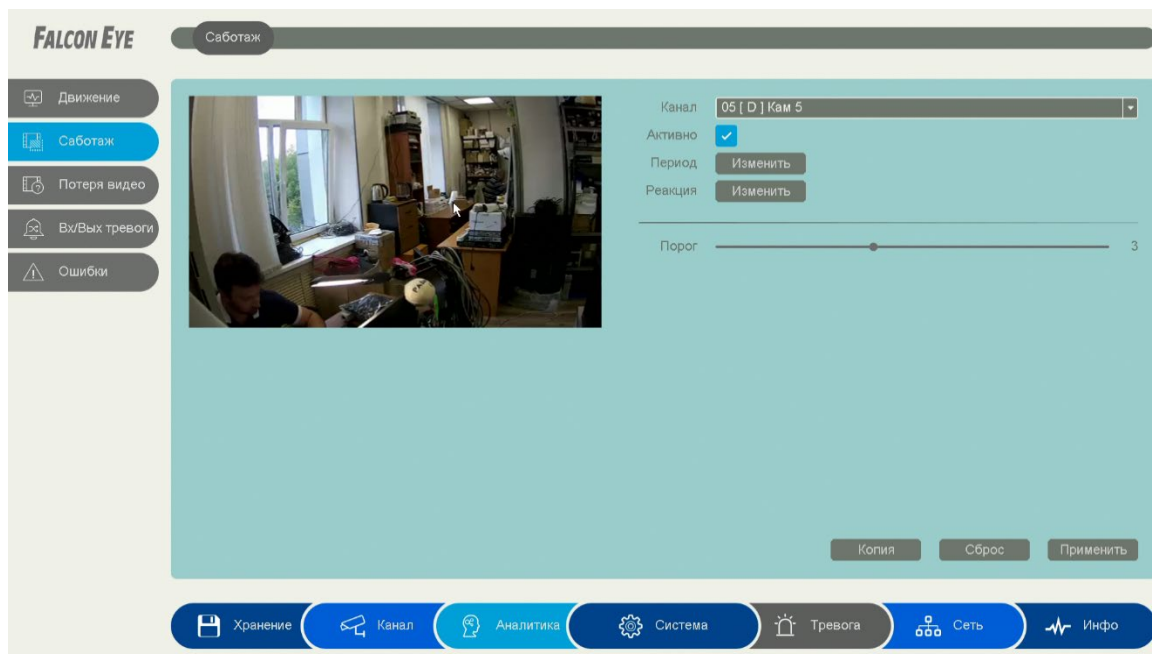 FALCON EYE
Саботаж
Движение
Саботаж
Потеря видео
Вх/Вых тревоги
Ошибки
Канал 05 [ D ] Кам 5
Активно
Период Изменить
Реакция Изменить
Порог 3
Копия Сброс Применить
Хранение Канал Аналитика Система Тревога Сеть Инфо